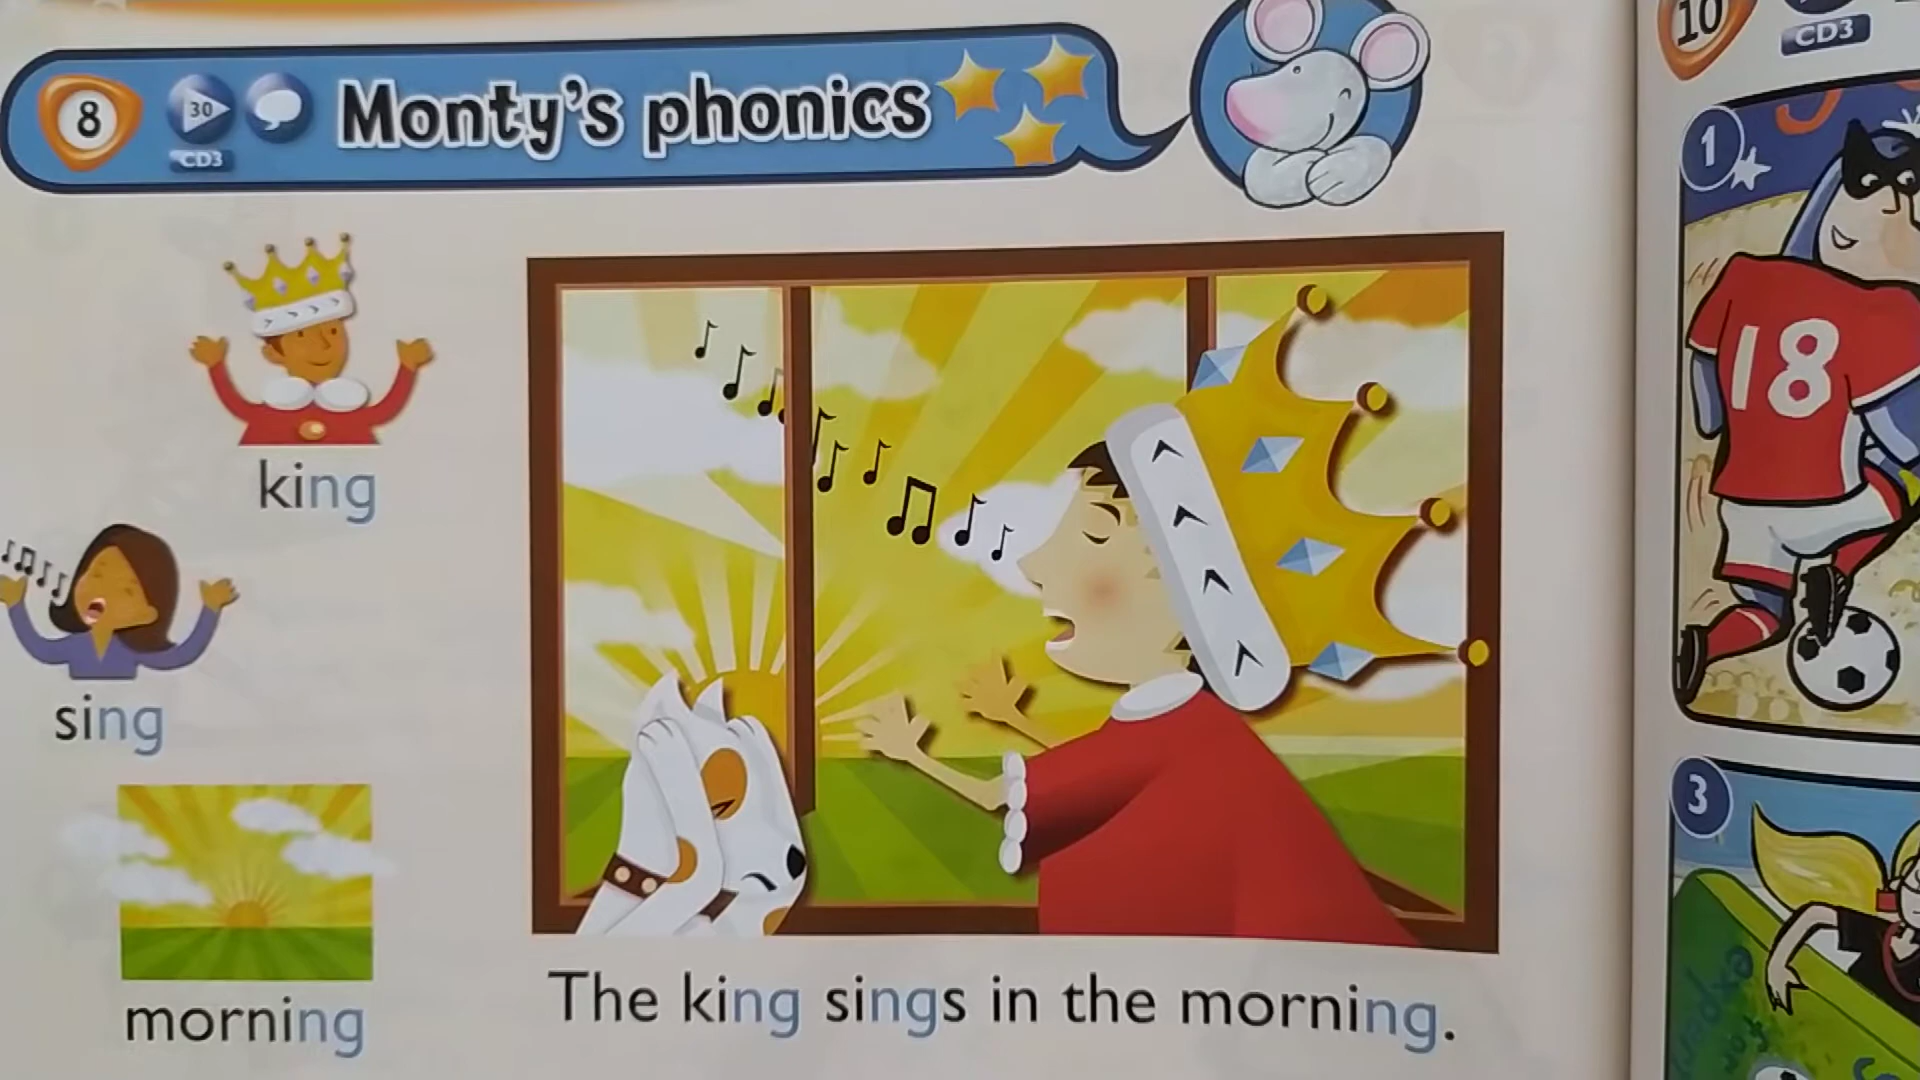 8 30 CD3 Monty's phonics
king
sing
morning
The king sings in the morning.
10 CD3
1
18
3